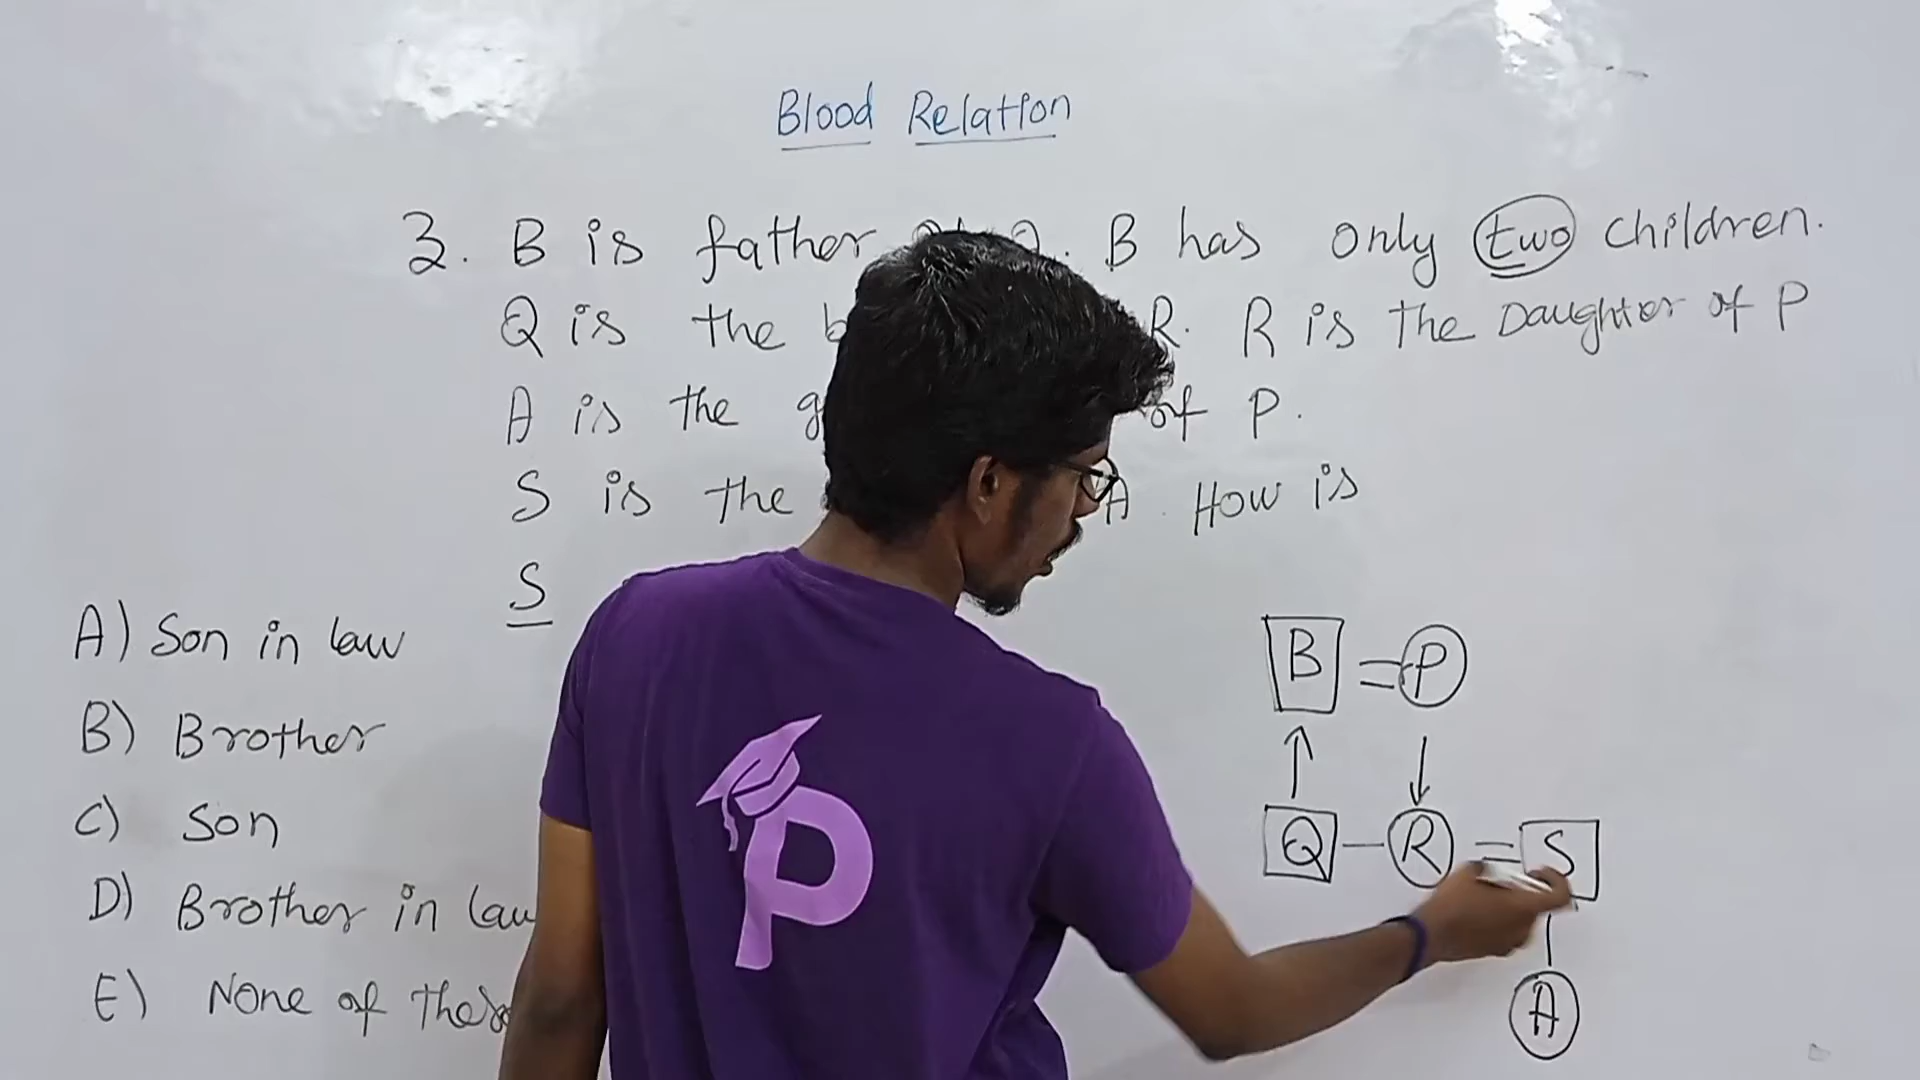 Blood Relation
3. B is father B has only two children.
Q is the R. R is the Daughter of P
A is the of P.
S is the A. How is
S
A) Son in law
B) Brother
C) Son
D) Brother in law
E) None of these
B = P
Q - R = S
A
P